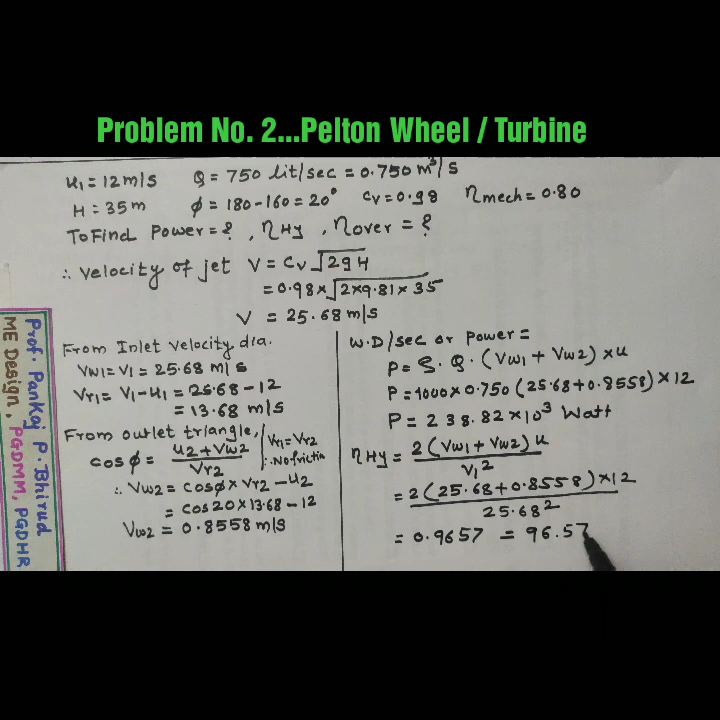 Problem No. 2...Pelton Wheel / Turbine
u₁ = 12m/s Q = 750 lit/sec = 0.750 m³/s
H = 35m ϕ = 180-160 = 20° Cv = 0.98 ηmech = 0.80
To Find Power = ?, ηHy, ηover = ?
∴ Velocity of jet V = Cv √2gH
= 0.98 × √2×9.81×35
V = 25.68 m/s
From Inlet velocity dia.
Vw1 = V1 = 25.68 m/s
Vr1 = V1-u1 = 25.68-12
= 13.68 m/s
From outlet triangle,
cosϕ = u2+Vw2 / Vr2
Vr1 = Vr2
∴ No friction
∴ Vw2 = cosϕ × Vr2 - u2
= cos20×13.68-12
Vw2 = 0.8558 m/s
W.D/sec or power =
P = ρ.Q.(Vw1+Vw2)×u
P = 1000×0.750(25.68+0.8558)×12
P = 238.82×10³ Watt
ηHy = 2(Vw1+Vw2)u / V1²
= 2(25.68+0.8558)×12 / 25.68²
= 0.9657 = 96.57
Prof. Pankaj P. Bhirud
ME Design, PGDMM, PGDHR